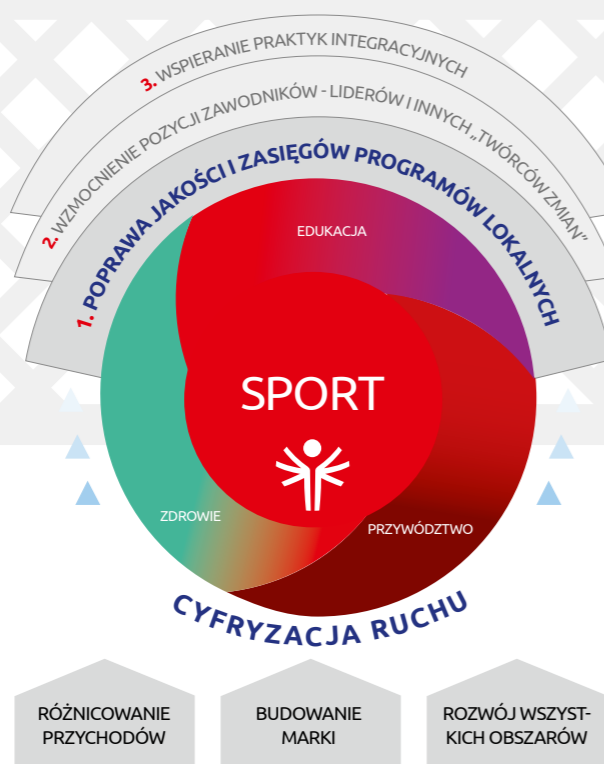 3. WSPIERANIE PRAKTYK INTEGRACYJNYCH
2. WZMOCNIENIE POZYCJI ZAWODNIKÓW - LIDERÓW I INNYCH „TWÓRCÓW ZMIAN”
1. POPRAWA JAKOŚCI I ZASIĘGÓW PROGRAMÓW LOKALNYCH
EDUKACJA
SPORT
ZDROWIE
PRZYWÓDZTWO
CYFRYZACJA RUCHU
RÓŻNICOWANIE
PRZYCHODÓW
BUDOWANIE
MARKI
ROZWÓJ WSZYST-
KICH OBSZARÓW